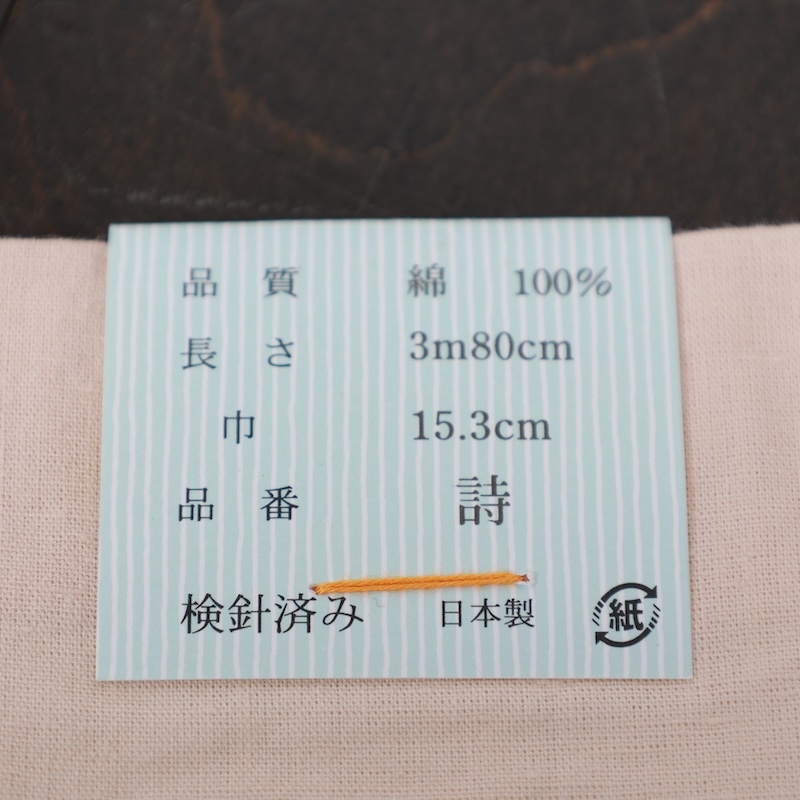 品質 綿 100%
長さ 3m80cm
巾 15.3cm
品番 詩
検針済み 日本製 紙